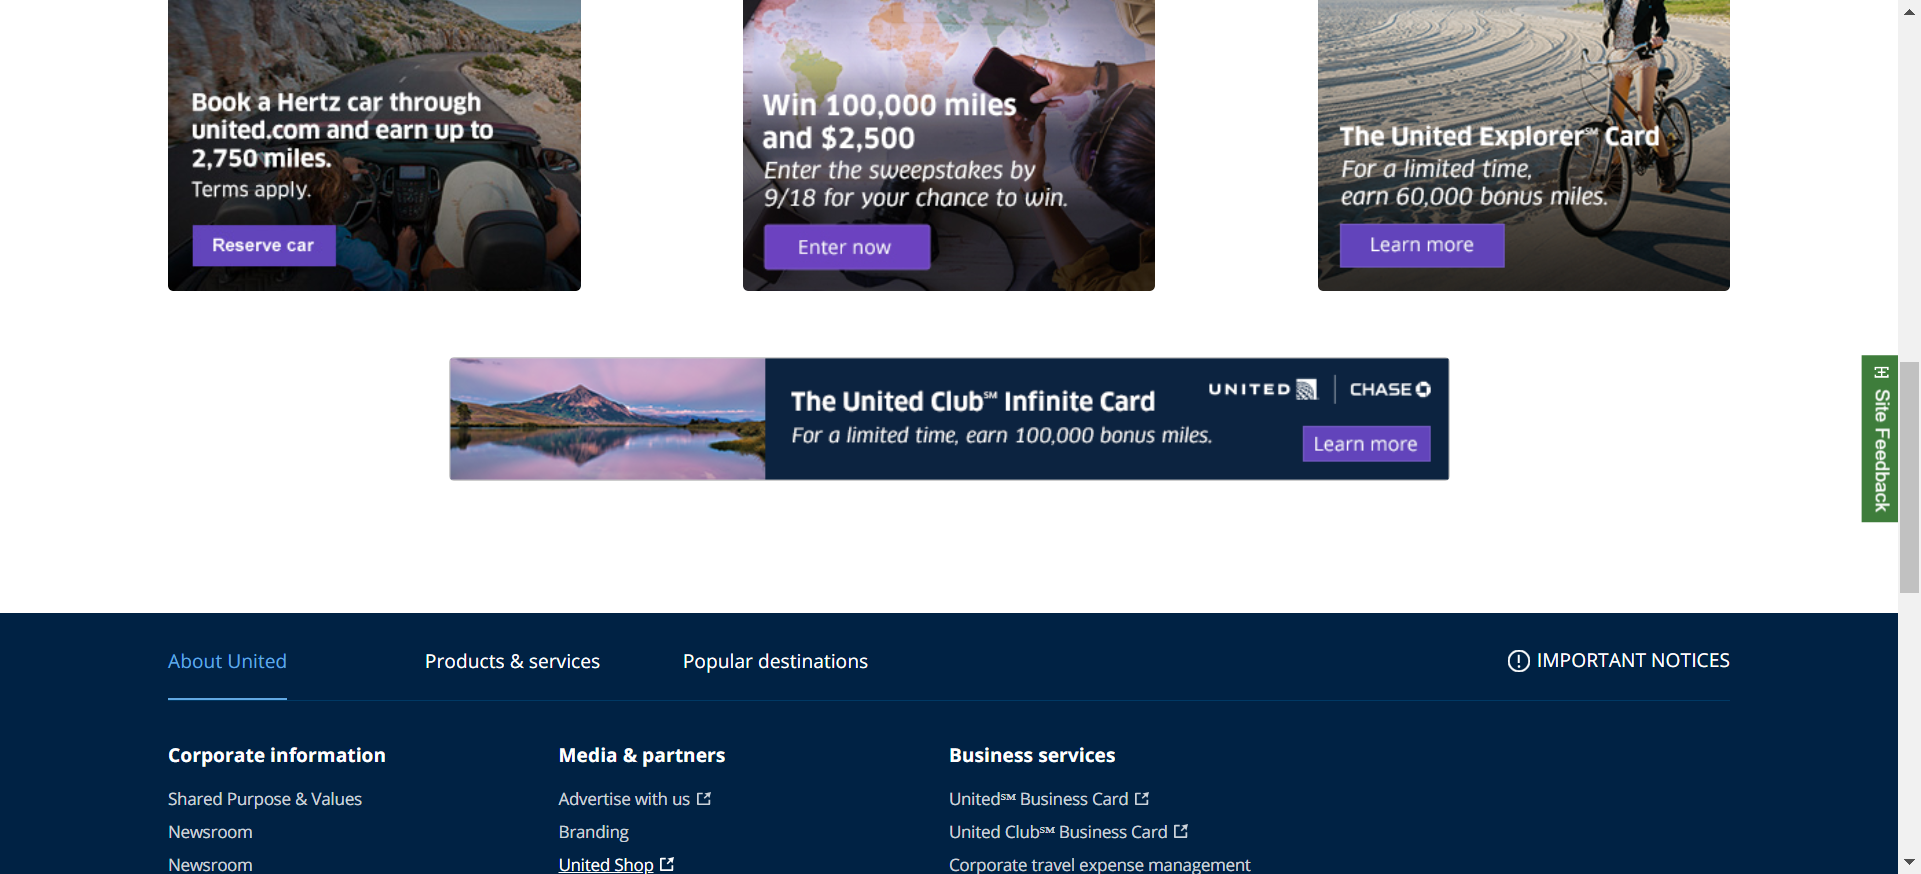 Book a Hertz car through
united.com and earn up to
2,750 miles.
Terms apply.
Reserve car
Win 100,000 miles
and $2,500
Enter the sweepstakes by
9/18 for your chance to win.
Enter now
The United Explorer℠ Card
For a limited time,
earn 60,000 bonus miles.
Learn more
The United Club℠ Infinite Card
For a limited time, earn 100,000 bonus miles.
UNITED CHASE
Learn more
Site Feedback
About United
Products & services
Popular destinations
IMPORTANT NOTICES
Corporate information
Shared Purpose & Values
Newsroom
Newsroom
Media & partners
Advertise with us
Branding
United Shop
Business services
United℠ Business Card
United Club℠ Business Card
Corporate travel expense management